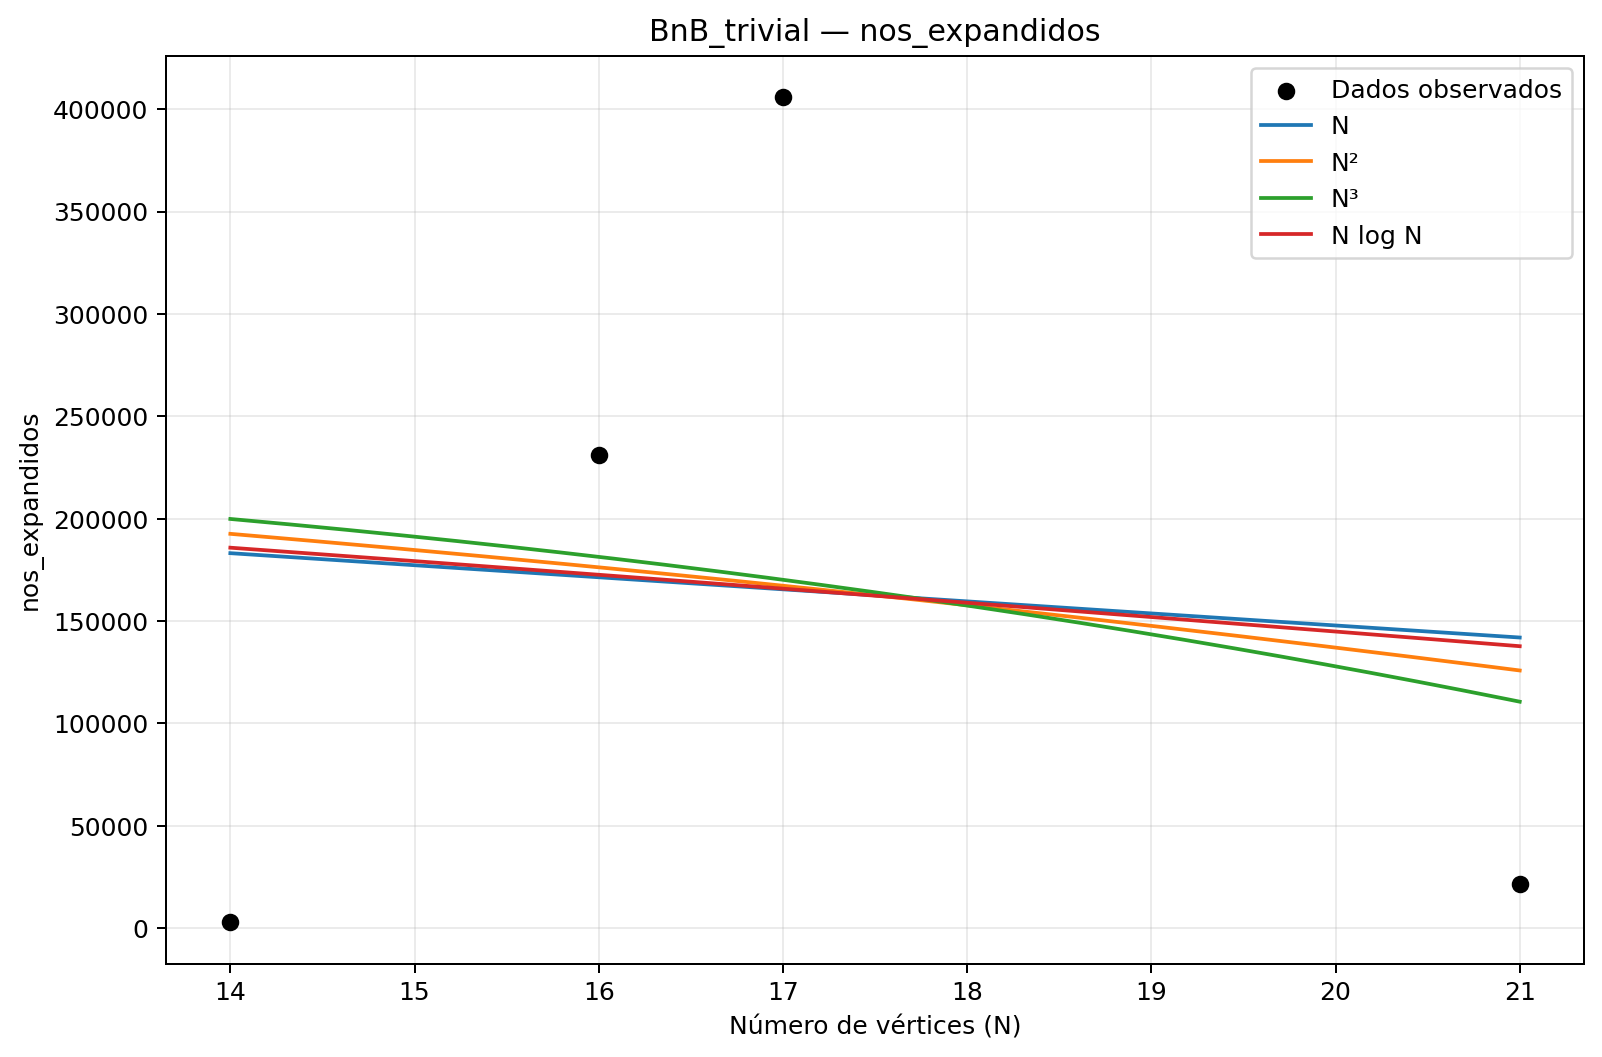 BnB_trivial — nos_expandidos
Dados observados
N
N²
N³
N log N
400000
350000
300000
250000
200000
150000
100000
50000
0
nos_expandidos
14 15 16 17 18 19 20 21
Número de vértices (N)